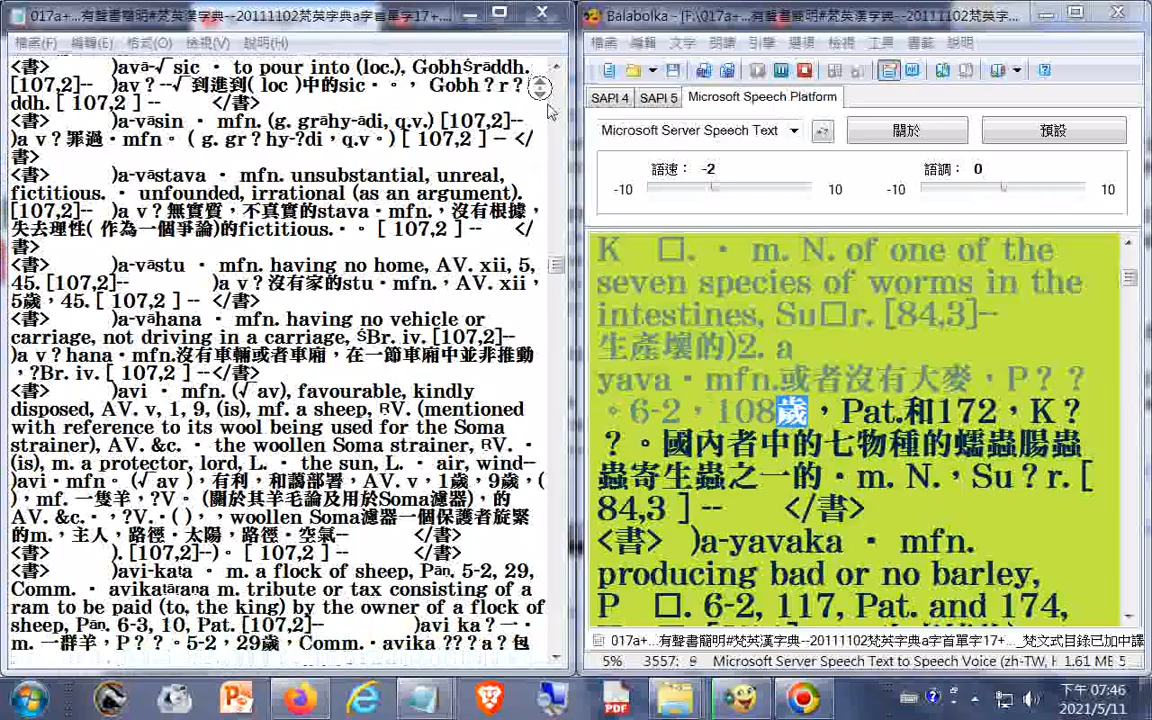 017a+...有聲書簡明#梵英漢字典--20111102梵英字典a字首單字17+...
檔案(F) 編輯(E) 格式(O) 檢視(V) 說明(H)
<書> )avā-√sic ‧ to pour into (loc.), GobhŚrāddh.
[107,2]-- )av？--√到進到( loc )中的sic‧。, Gobh？r？
ddh. [ 107,2 ] -- </書>
<書> )a-vāsin ‧ mfn. (g. grāhy-ādi, q.v.) [107,2]--
)a v？罪過‧mfn。( g. gr？hy-?di, q.v。) [ 107,2 ] -- </
書>
<書> )a-vāstava ‧ mfn. unsubstantial, unreal,
fictitious. ‧ unfounded, irrational (as an argument).
[107,2]-- )a v？無實質，不真實的stava‧mfn.，沒有根據，
失去理性( 作為一個爭論)的fictitious.‧。[ 107,2 ] -- </
書>
<書> )a-vāstu ‧ mfn. having no home, AV. xii, 5,
45. [107,2]-- )a v？沒有家的stu‧mfn.，AV. xii，
5歲，45. [ 107,2 ] -- </書>
<書> )a-vāhana ‧ mfn. having no vehicle or
carriage, not driving in a carriage, ŚBr. iv. [107,2]--
)a v？hana‧mfn.沒有車輛或者車廂，在一節車廂中並非推動
，?Br. iv. [ 107,2 ] --</書>
<書> )avi ‧ mfn. (√av), favourable, kindly
disposed, AV. v, 1, 9, (is), mf. a sheep, RV. (mentioned
with reference to its wool being used for the Soma
strainer), AV. &c. ‧ the woollen Soma strainer, RV. ‧
(is), m. a protector, lord, L. ‧ the sun, L. ‧ air, wind--
)avi‧mfn。(√av )，有利，和藹部署，AV. v，1歲，9歲，(
)，mf. 一隻羊，?V。(關於其羊毛論及用於Soma濾器)，的
AV. &c.‧，?V.‧( )，，woollen Soma濾器一個保護者旋緊
的m.，主人，路徑‧太陽，路徑‧空氣-- </書>
<書> ). [107,2]--)。[ 107,2 ] -- </書>
<書> )avi-kaṭa ‧ m. a flock of sheep, Pāṇ. 5-2, 29,
Comm. ‧ avikaṭāraṇa m. tribute or tax consisting of a
ram to be paid (to, the king) by the owner of a flock of
sheep, Pāṇ. 6-3, 10, Pat. [107,2]-- )avi ka？一‧
m. 一群羊，P？？。5-2，29歲，Comm.‧avika ???a？包
Balabolka - [F:\017a+...有聲書簡明#梵英漢字典--20111102梵英字...
檔案 編輯 文字 朗讀 引擎 選項 檢視 工具 書籤 說明
SAPI 4 SAPI 5 Microsoft Speech Platform
Microsoft Server Speech Text 關於 預設
語速： -2 語調： 0
-10 10 -10 10
K □. ‧ m. N. of one of the
seven species of worms in the
intestines, Su□r. [84,3]--
生產壞的)2. a
yava‧mfn.或者沒有大麥，P？？
。6-2，108歲，Pat.和172，K？
？。國內者中的七物種的蠕蟲腸蟲
蟲寄生蟲之一的‧m. N.，Su？r. [
84,3 ] -- </書>
<書> )a-yavaka ‧ mfn.
producing bad or no barley,
P □. 6-2, 117, Pat. and 174,
017a+...有聲書簡明#梵英漢字典--20111102梵英字典a字首單字17+..._梵文式目錄已加中譯
5% 3557: 9 Microsoft Server Speech Text to Speech Voice (zh-TW, H 1.61 MB 5
PDF
下午 07:46
2021/5/11